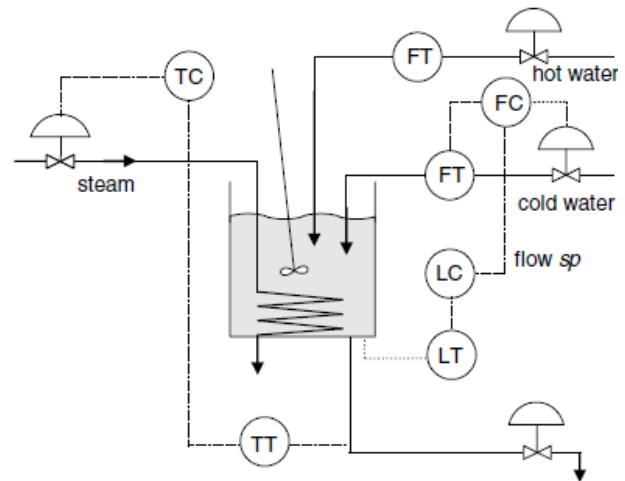 FT
hot water
TC
FC
steam
FT
cold water
LC
flow sp
LT
TT